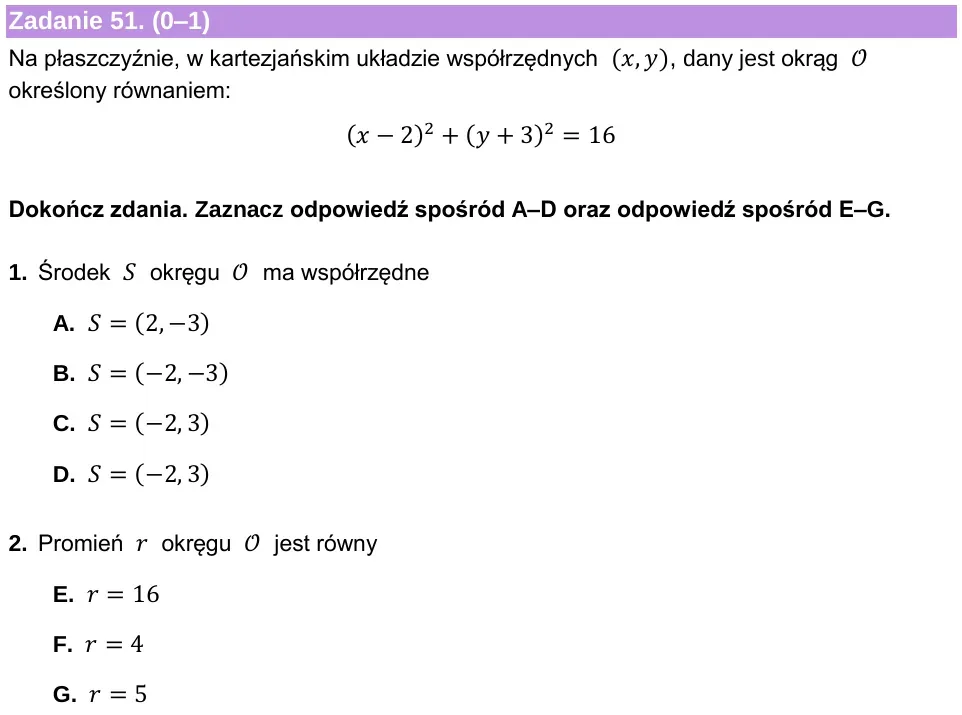 Zadanie 51. (0–1)
Na płaszczyźnie, w kartezjańskim układzie współrzędnych (𝑥, 𝑦), dany jest okrąg 𝒪
określony równaniem:
(𝑥 − 2)² + (𝑦 + 3)² = 16
Dokończ zdania. Zaznacz odpowiedź spośród A–D oraz odpowiedź spośród E–G.
1. Środek 𝑆 okręgu 𝒪 ma współrzędne
A. 𝑆 = (2, −3)
B. 𝑆 = (−2, −3)
C. 𝑆 = (−2, 3)
D. 𝑆 = (−2, 3)
2. Promień 𝑟 okręgu 𝒪 jest równy
E. 𝑟 = 16
F. 𝑟 = 4
G. 𝑟 = 5